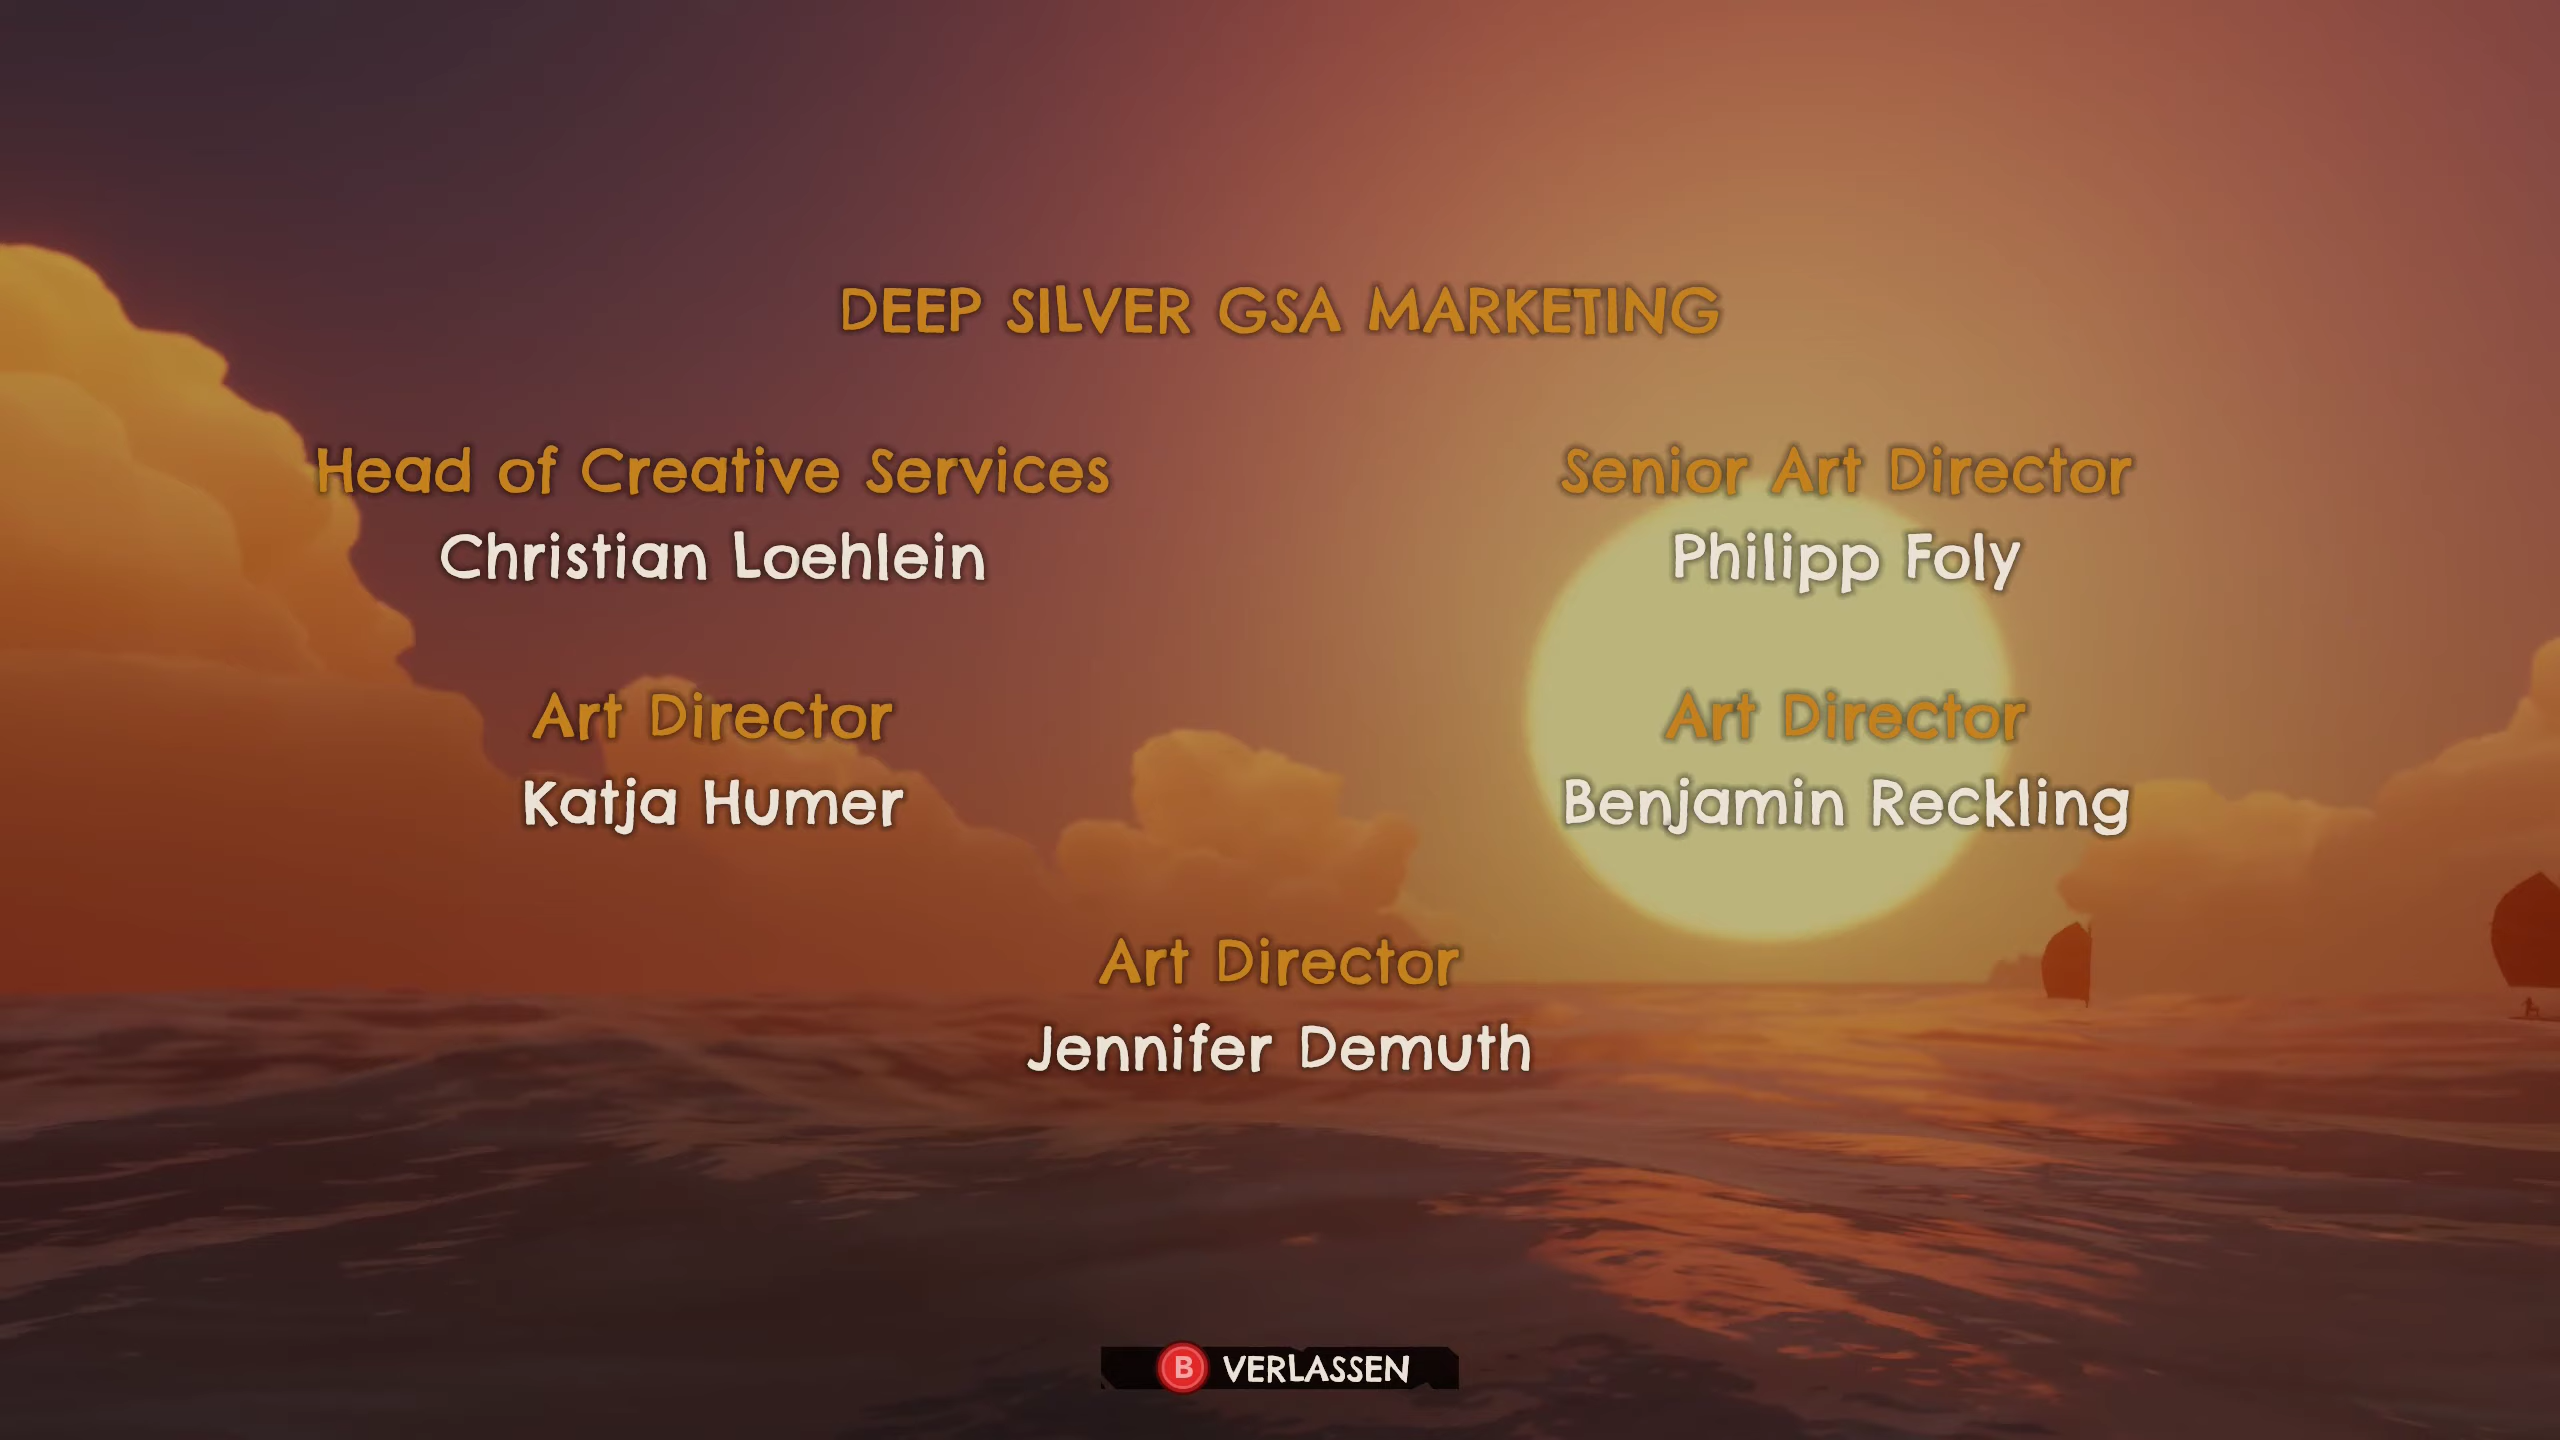 DEEP SILVER GSA MARKETING
Head of Creative Services
Christian Loehlein
Senior Art Director
Philipp Foly
Art Director
Katja Humer
Art Director
Benjamin Reckling
Art Director
Jennifer Demuth
B VERLASSEN